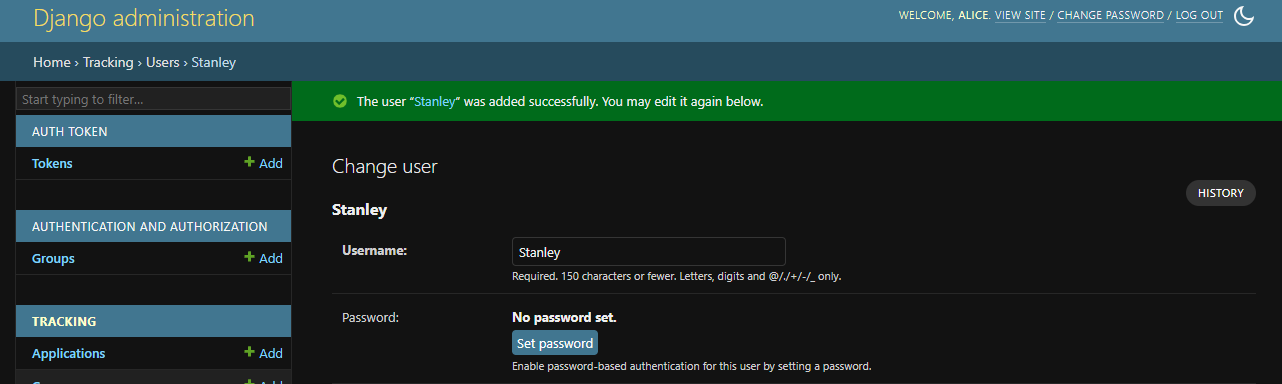 Django administration
WELCOME, ALICE. VIEW SITE / CHANGE PASSWORD / LOG OUT
Home › Tracking › Users › Stanley
Start typing to filter...
AUTH TOKEN
Tokens + Add
AUTHENTICATION AND AUTHORIZATION
Groups + Add
TRACKING
Applications + Add
The user “Stanley” was added successfully. You may edit it again below.
Change user
HISTORY
Stanley
Username: Stanley
Required. 150 characters or fewer. Letters, digits and @/./+/-/_ only.
Password: No password set.
Set password
Enable password-based authentication for this user by setting a password.